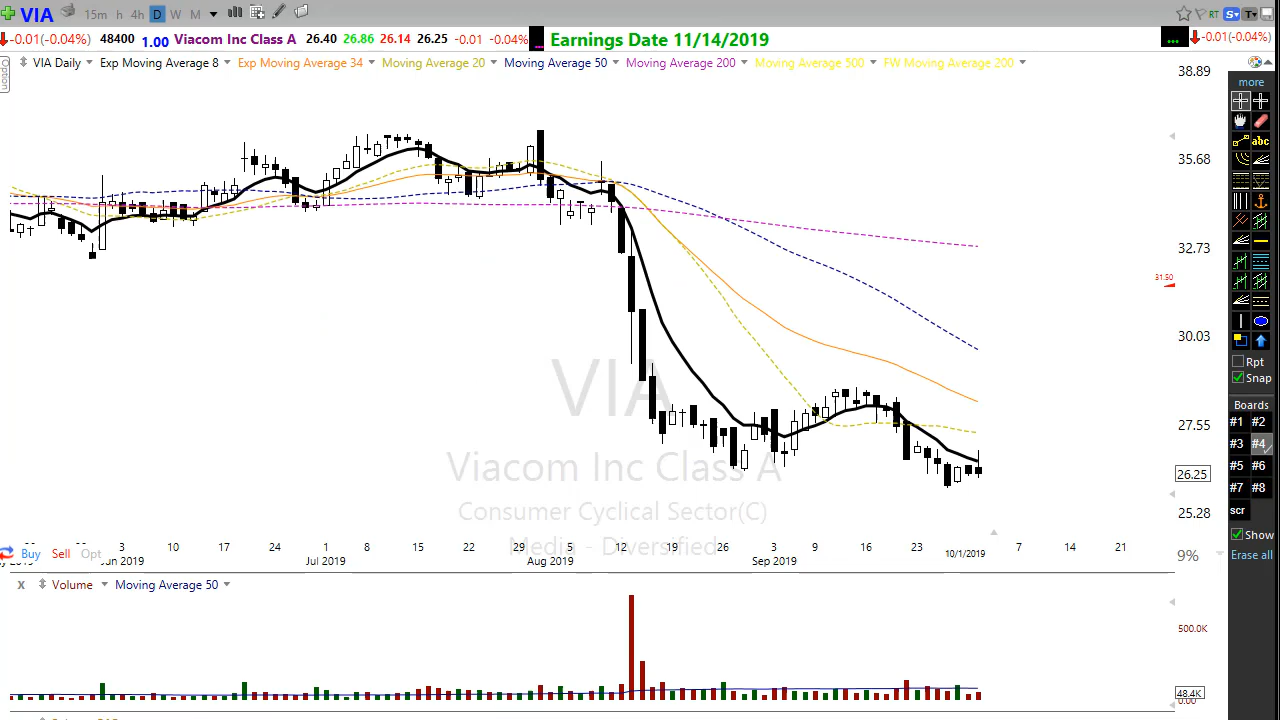 VIA 15m h 4h D W M RT S T
-0.01(-0.04%) 48400 1.00 Viacom Inc Class A 26.40 26.86 26.14 26.25 -0.01 -0.04% ... Earnings Date 11/14/2019 ... -0.01(-0.04%)
Option
VIA Daily Exp Moving Average 8 Exp Moving Average 34 Moving Average 20 Moving Average 50 Moving Average 200 Moving Average 500 FW Moving Average 200
38.89
35.68
32.73
31.50
30.03
27.55
26.25
25.28
9%
VIA
Viacom Inc Class A
Consumer Cyclical Sector(C)
Media - Diversified
3 10 17 24 1 8 15 22 29 5 12 19 26 3 9 16 23 10/1/2019 7 14 21
Jun 2019 Jul 2019 Aug 2019 Sep 2019
Buy Sell Opt
x Volume Moving Average 50
500.0K
48.4K
0.00
more
abc
Rpt
Snap
Boards
#1 #2
#3 #4
#5 #6
#7 #8
scr
Show
Erase all